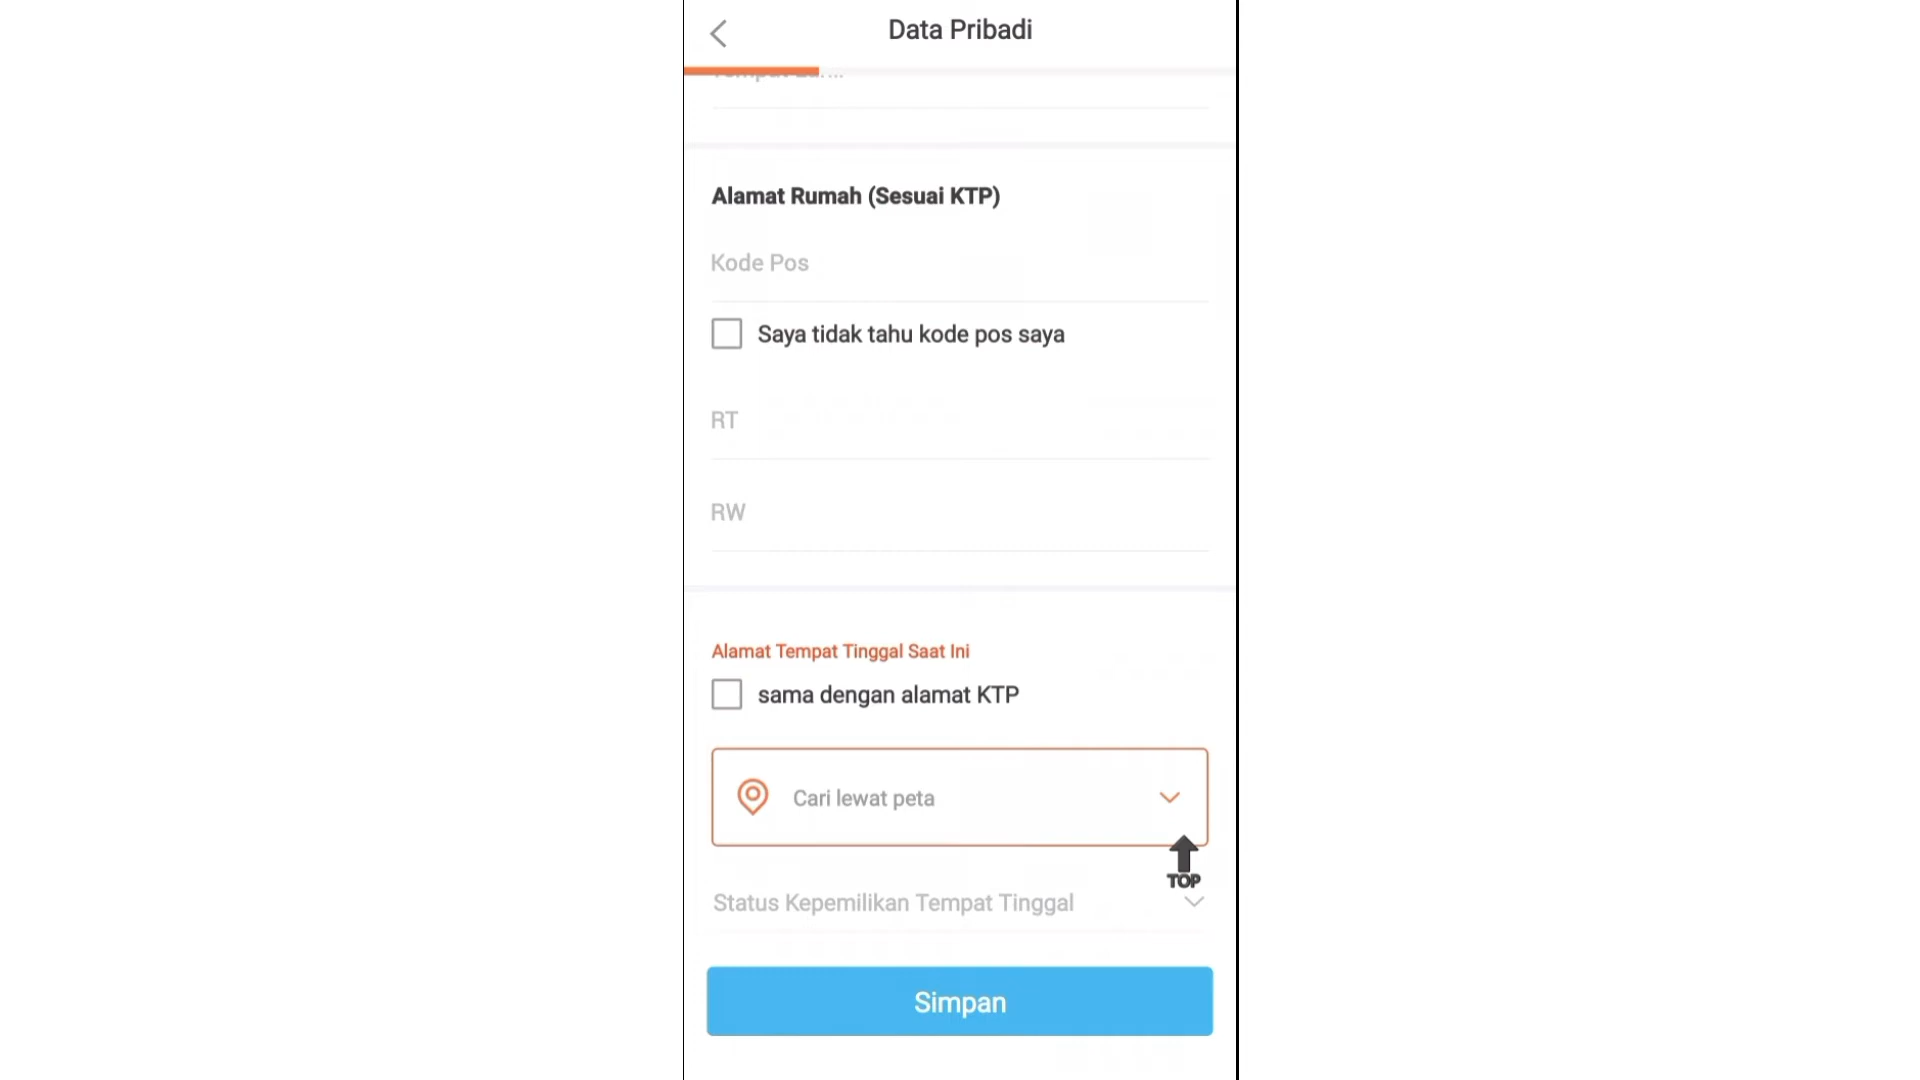 Data Pribadi
Alamat Rumah (Sesuai KTP)
Kode Pos
Saya tidak tahu kode pos saya
RT
RW
Alamat Tempat Tinggal Saat Ini
sama dengan alamat KTP
Cari lewat peta
TOP
Status Kepemilikan Tempat Tinggal
Simpan